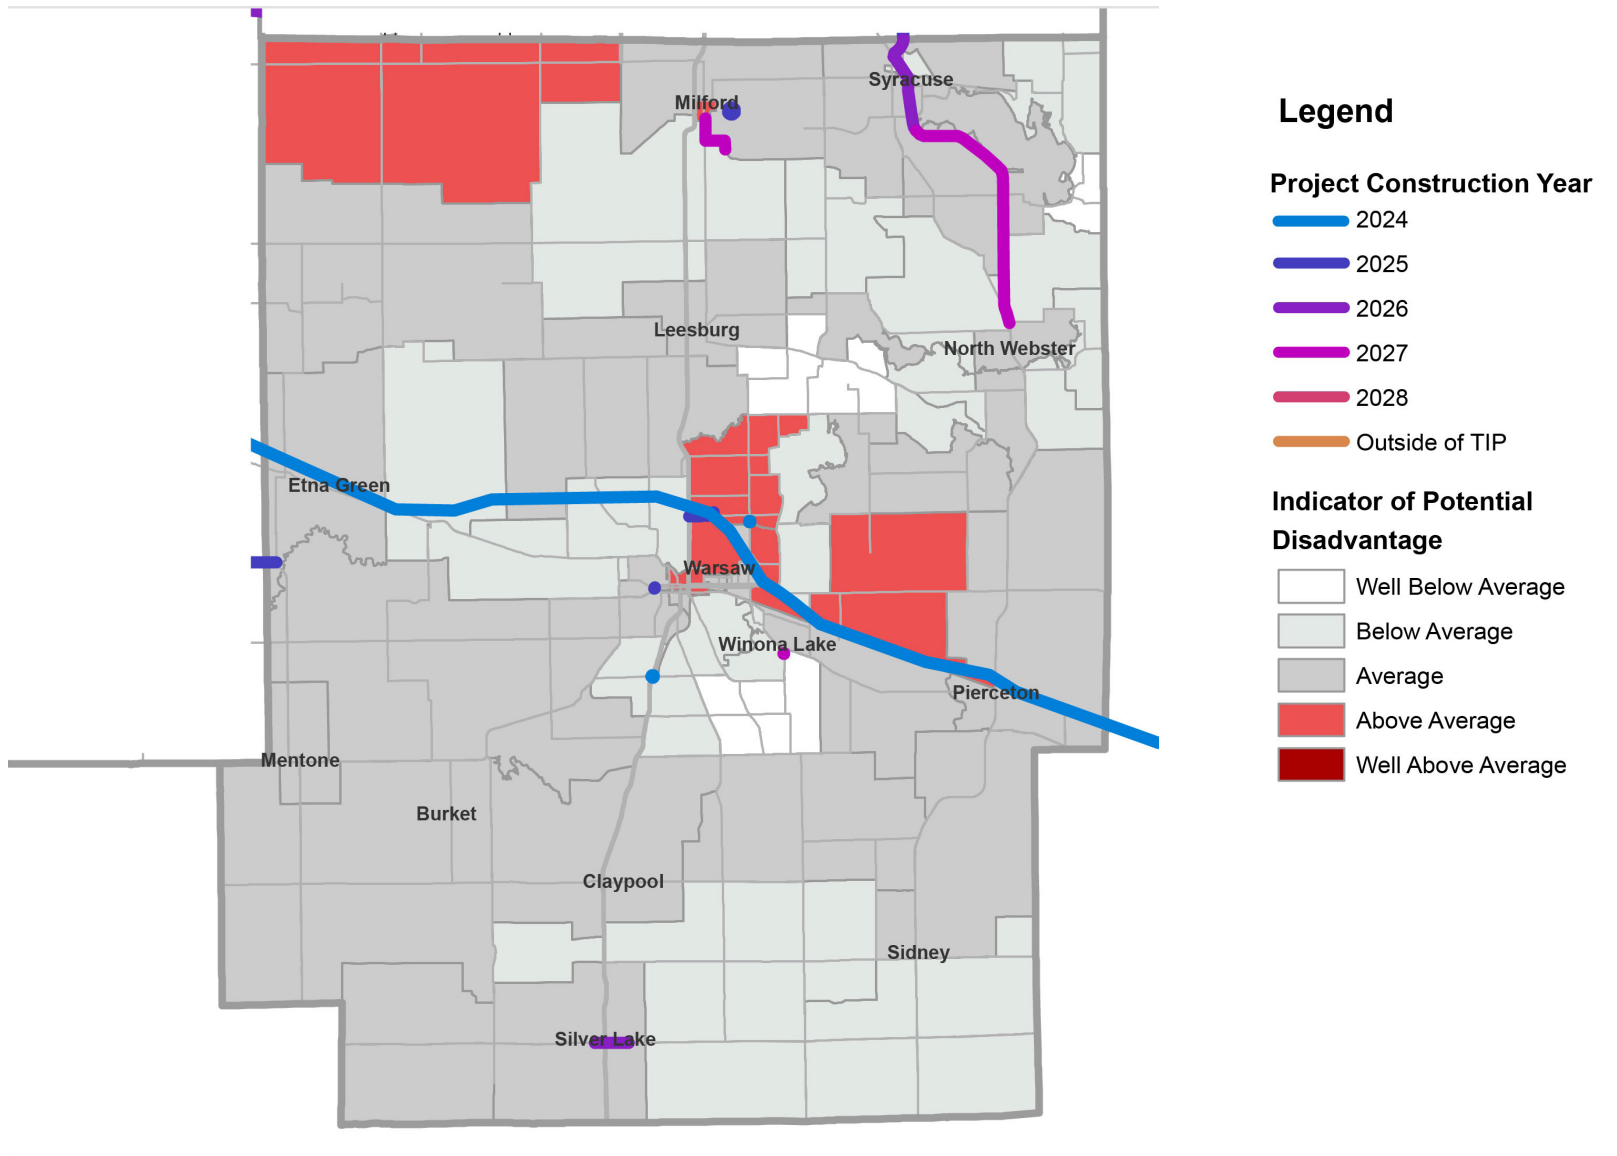 Syracuse
Milford
Leesburg
North Webster
Etna Green
Warsaw
Winona Lake
Pierceton
Mentone
Burket
Claypool
Sidney
Silver Lake
Legend
Project Construction Year
2024
2025
2026
2027
2028
Outside of TIP
Indicator of Potential
Disadvantage
Well Below Average
Below Average
Average
Above Average
Well Above Average